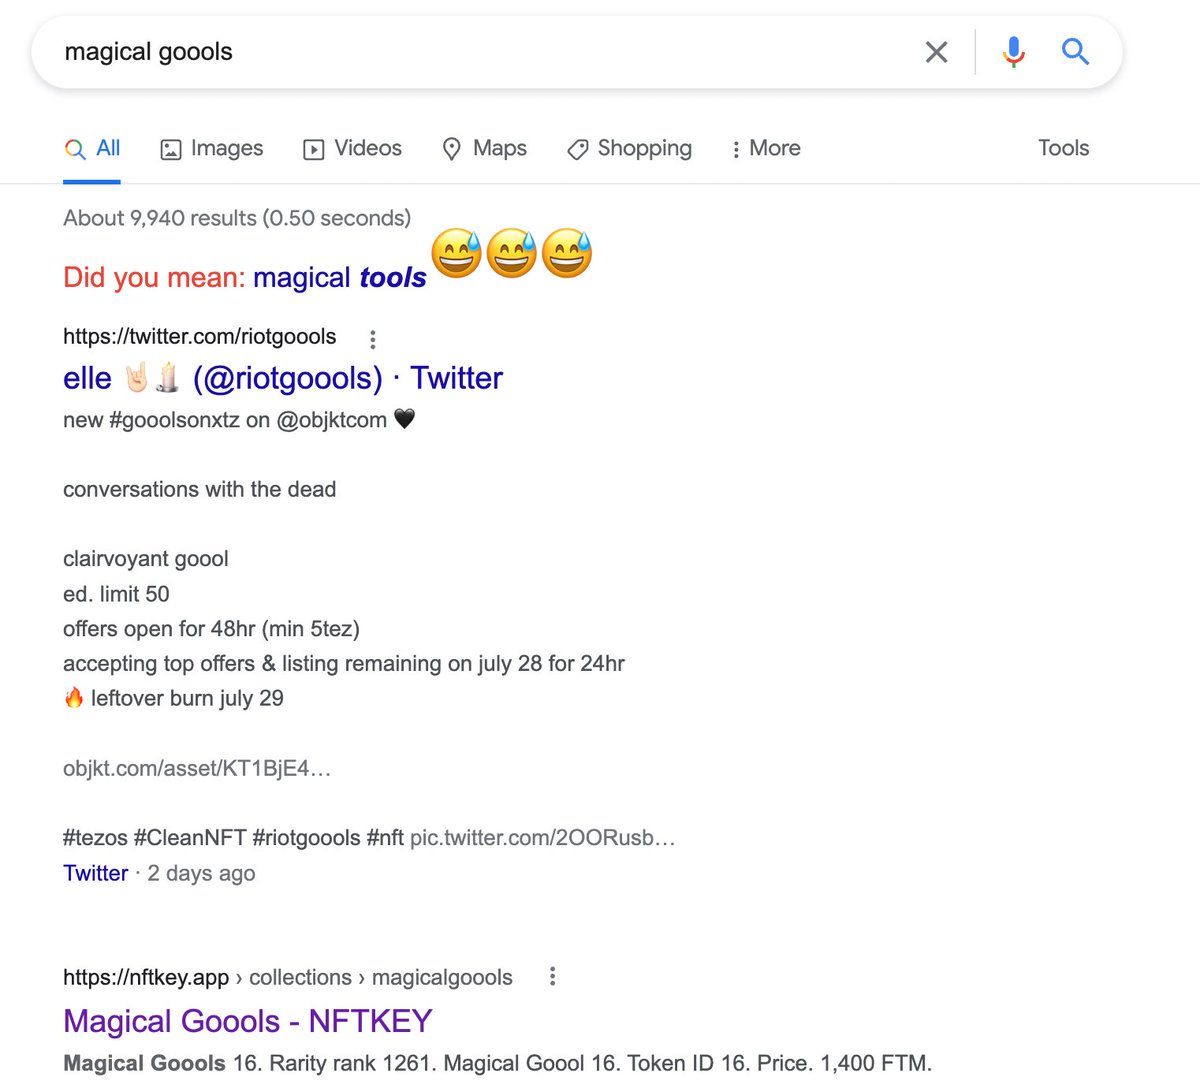 magical goools
All Images Videos Maps Shopping More Tools
About 9,940 results (0.50 seconds)
Did you mean: magical tools 😅😅😅
https://twitter.com/riotgoools
elle 🤘🏻🕯️ (@riotgoools) · Twitter
new #gooolsonxtz on @objktcom 🖤
conversations with the dead
clairvoyant goool
ed. limit 50
offers open for 48hr (min 5tez)
accepting top offers & listing remaining on july 28 for 24hr
🔥 leftover burn july 29
objkt.com/asset/KT1BjE4…
#tezos #CleanNFT #riotgoools #nft pic.twitter.com/2OORusb…
Twitter · 2 days ago
https://nftkey.app › collections › magicalgoools
Magical Goools - NFTKEY
Magical Goools 16. Rarity rank 1261. Magical Goool 16. Token ID 16. Price. 1,400 FTM.